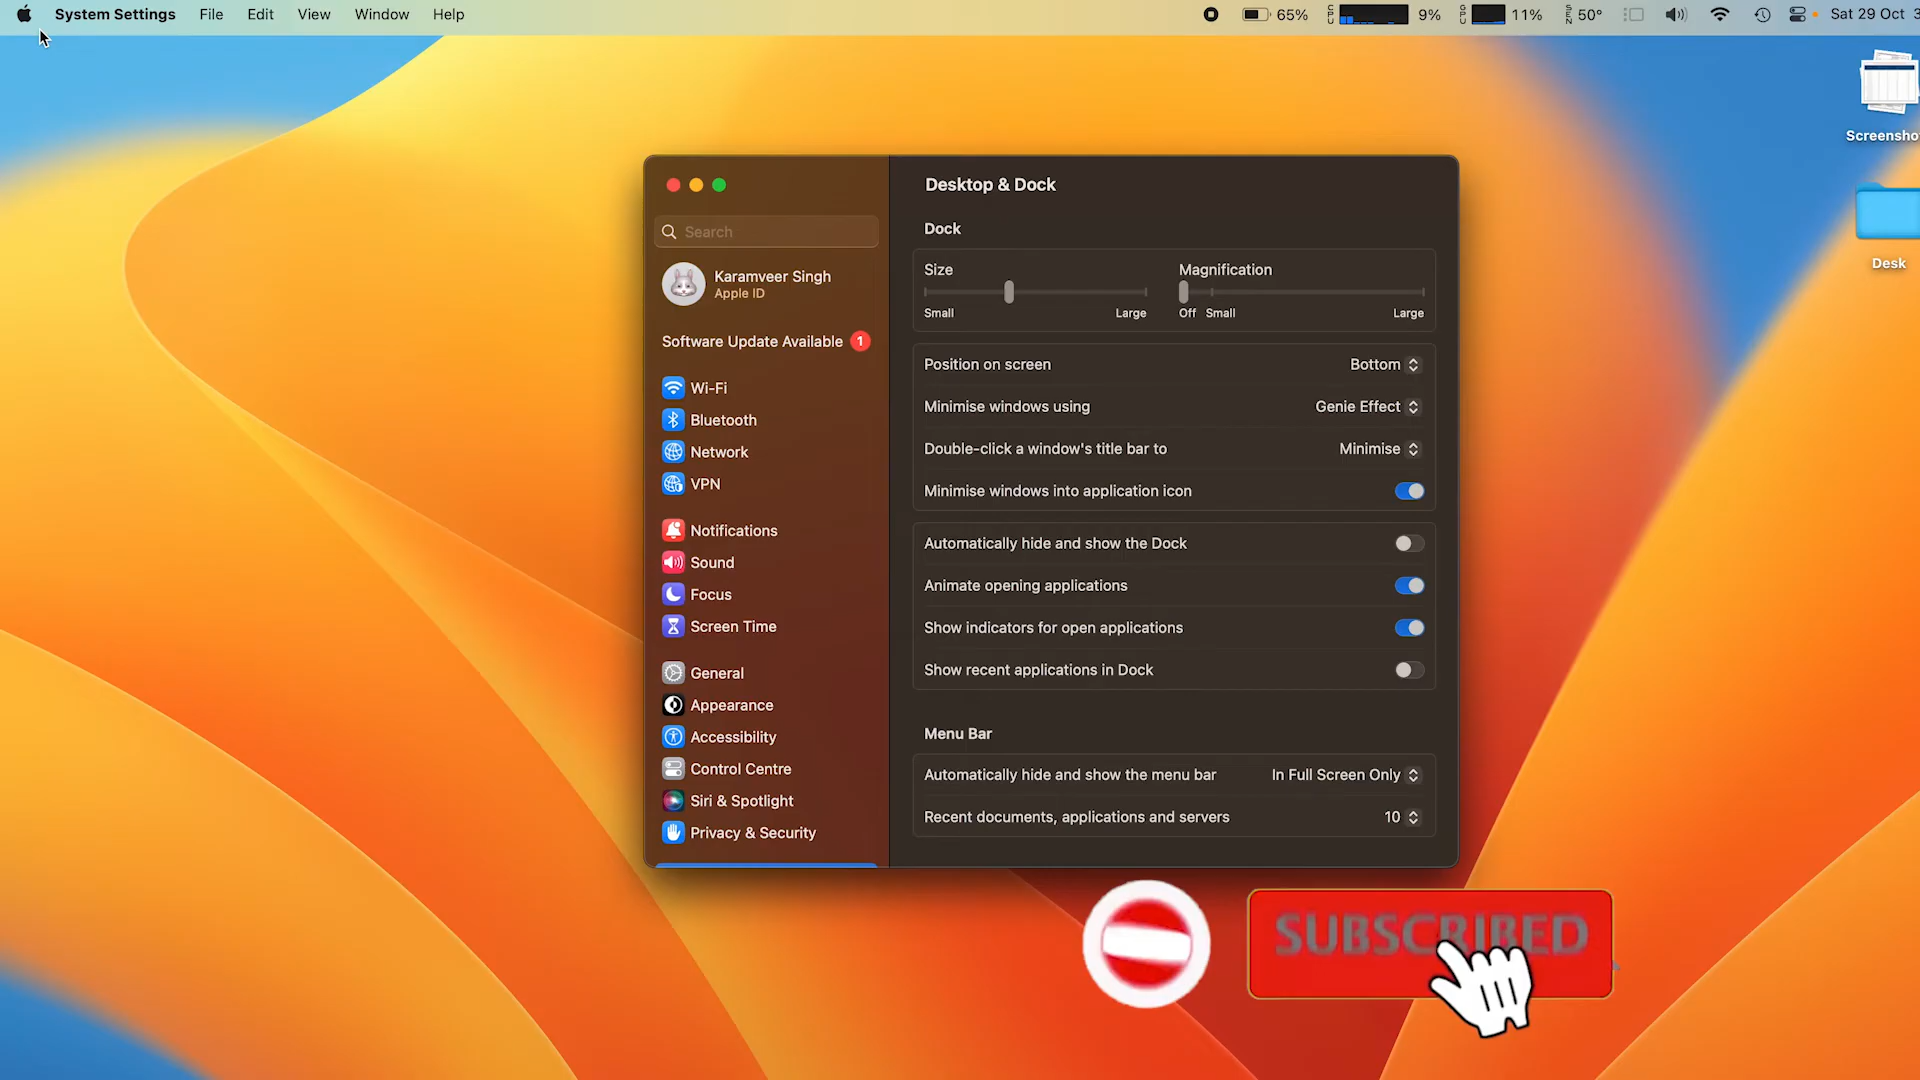 System Settings File Edit View Window Help 65% CPU 9% GPU 11% SEN 50° Sat 29 Oct 3
Screensho
Desk
Search
Karamveer Singh
Apple ID
Software Update Available 1
Wi-Fi
Bluetooth
Network
VPN
Notifications
Sound
Focus
Screen Time
General
Appearance
Accessibility
Control Centre
Siri & Spotlight
Privacy & Security
Desktop & Dock
Dock
Size
Small Large
Magnification
Off Small Large
Position on screen Bottom
Minimise windows using Genie Effect
Double-click a window's title bar to Minimise
Minimise windows into application icon
Automatically hide and show the Dock
Animate opening applications
Show indicators for open applications
Show recent applications in Dock
Menu Bar
Automatically hide and show the menu bar In Full Screen Only
Recent documents, applications and servers 10
SUBSCRIBED